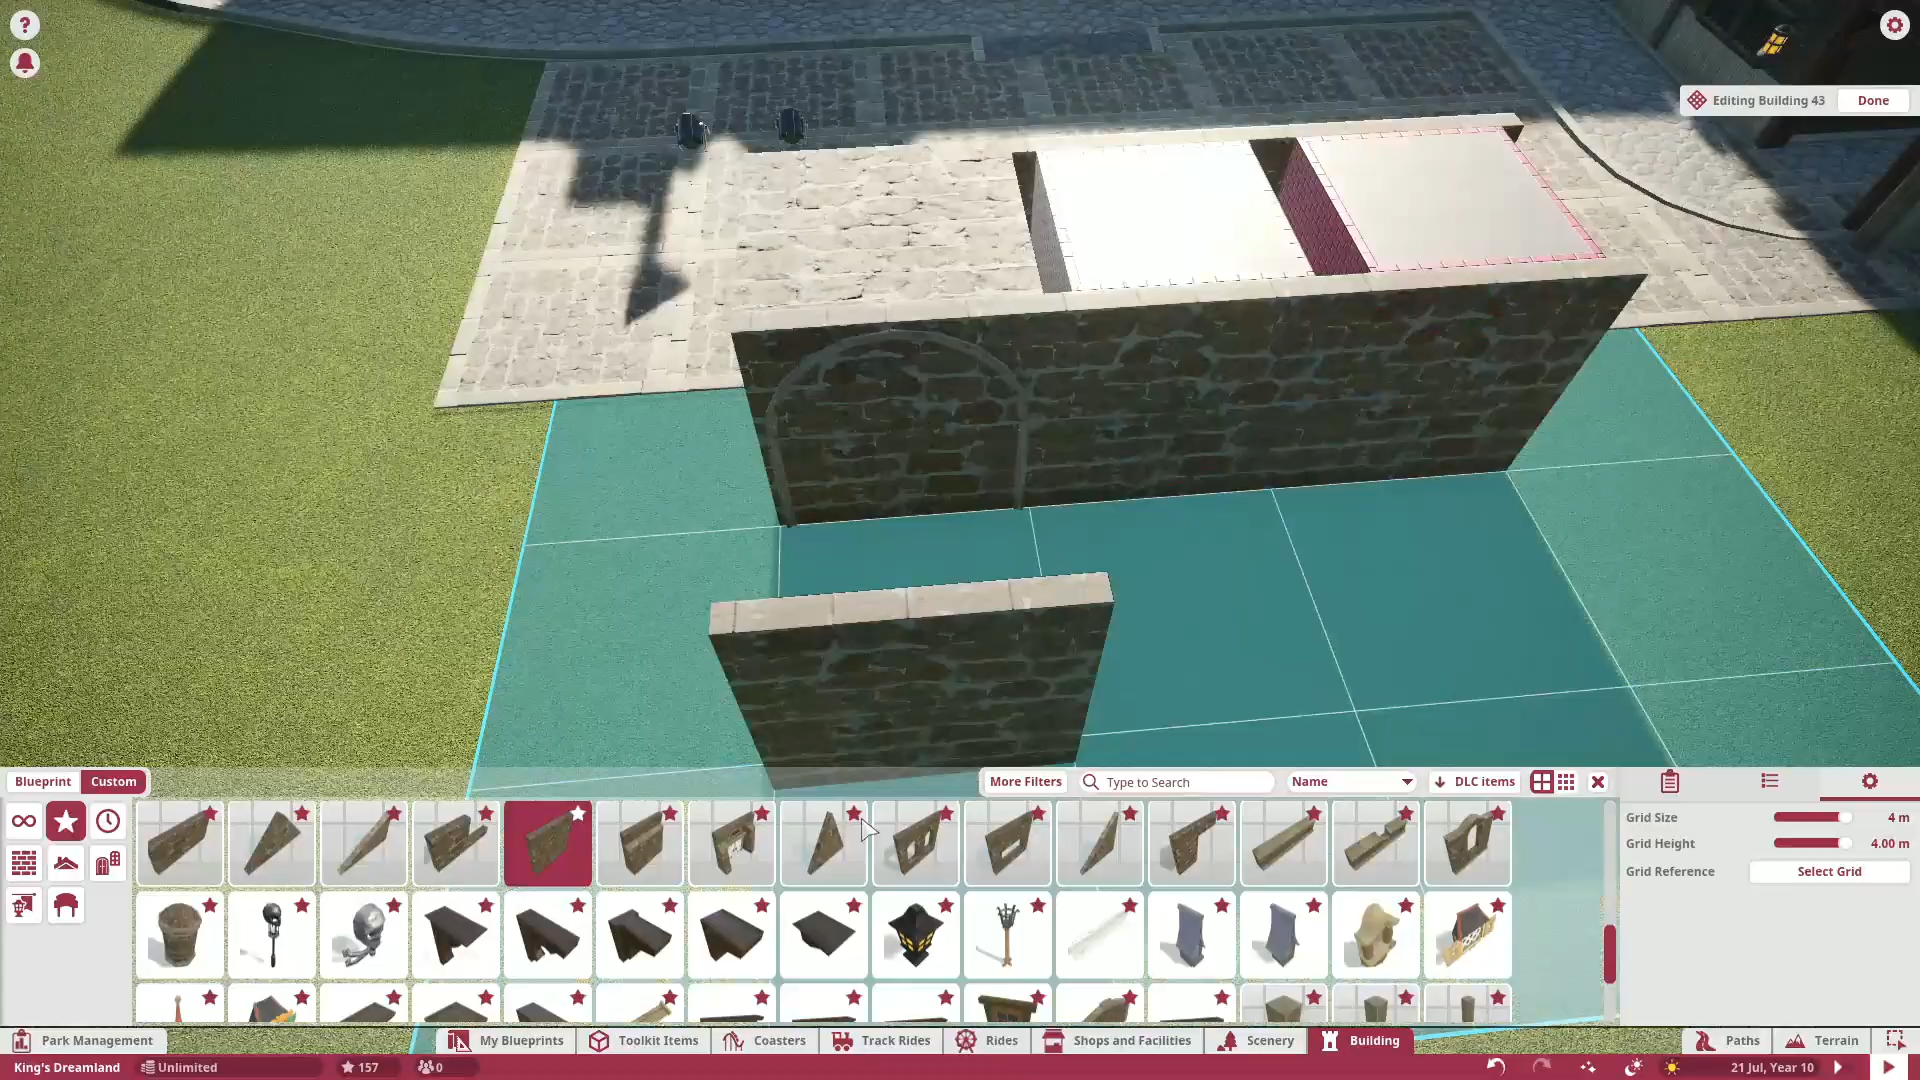 ?
Editing Building 43 Done
Blueprint Custom More Filters Type to Search Name DLC items
Grid Size 4 m
Grid Height 4.00 m
Grid Reference Select Grid
Park Management My Blueprints Toolkit Items Coasters Track Rides Rides Shops and Facilities Scenery Building Paths Terrain
King's Dreamland Unlimited 157 0 21 Jul, Year 10